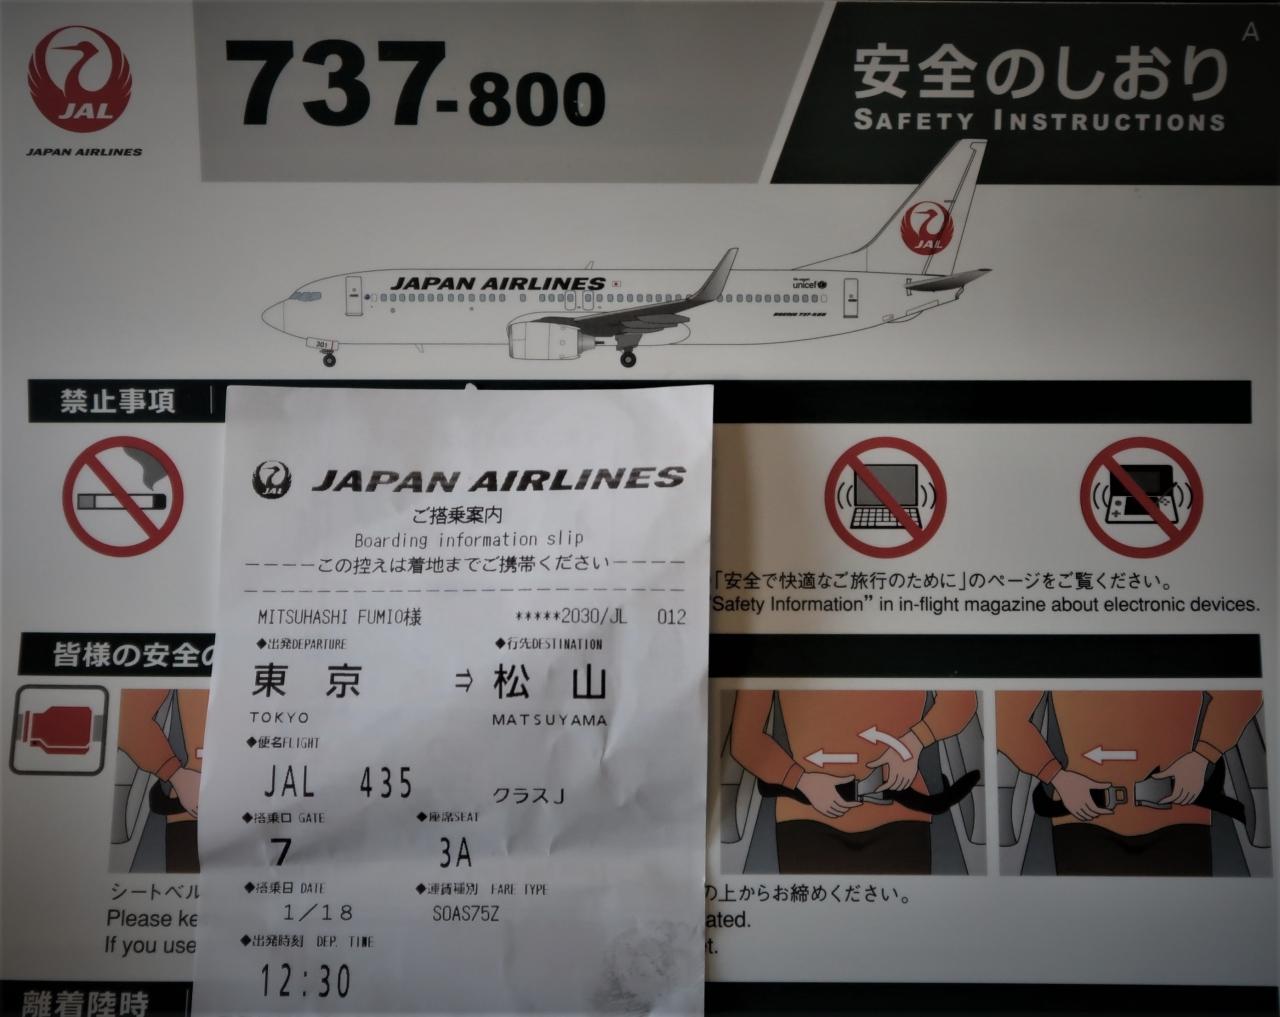 A
JAL
JAPAN AIRLINES
737-800
安全のしおり
SAFETY INSTRUCTIONS
JAL
JAPAN AIRLINES
unicef
BOEING 737-800
301
禁止事項
「安全で快適なご旅行のために」のページをご覧ください。
"Safety Information" in in-flight magazine about electronic devices.
皆様の安全の
シートベル
の上からお締めください。
Please ke
ated.
If you use
t.
離着陸時
JAL
JAPAN AIRLINES
ご搭乗案内
Boarding information slip
----この控えは着地までご携帯ください----
MITSUHASHI FUMIO様 *****2030/JL 012
◆出発DEPARTURE ◆行先DESTINATION
東京 ⇒ 松山
TOKYO MATSUYAMA
◆便名FLIGHT
JAL 435 クラスJ
◆搭乗口 GATE ◆座席SEAT
7 3A
◆搭乗日 DATE ◆運賃種別 FARE TYPE
1/18 SOAS75Z
◆出発時刻 DEP. TIME
12:30